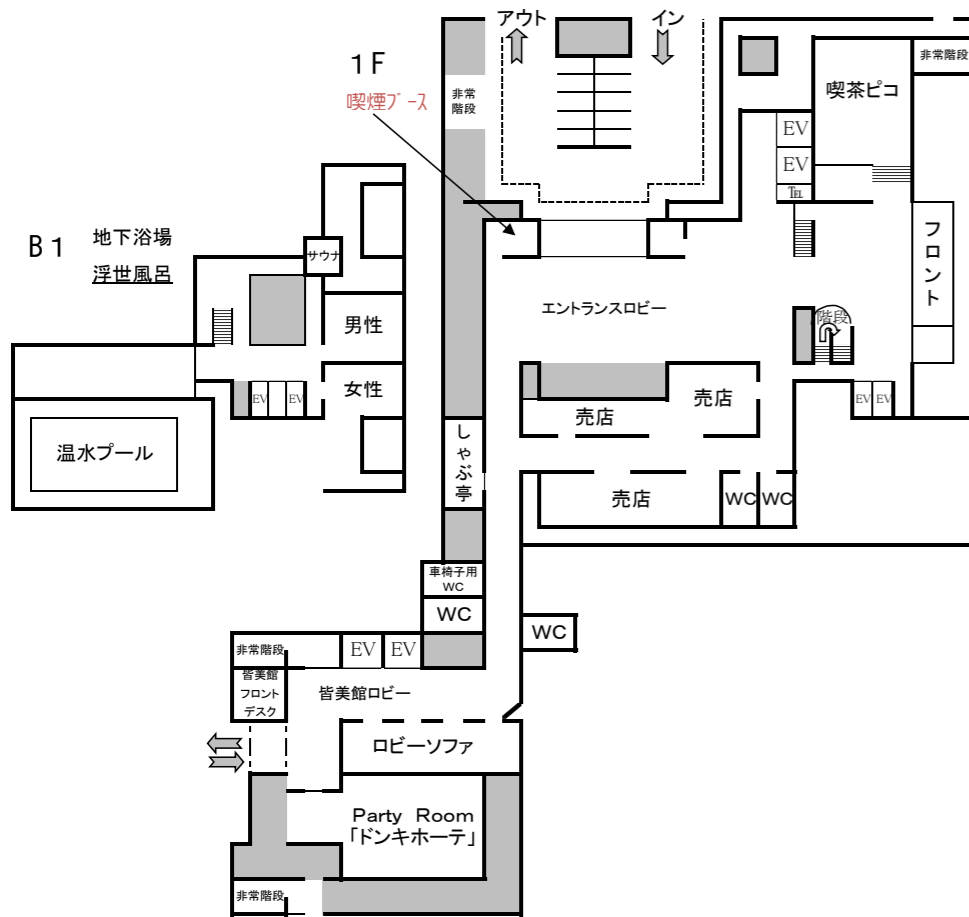 アウト
イン
1F
喫煙ブース
非常
階段
喫茶ピコ
非常階段
EV
EV
TEL
フロント
階段
エントランスロビー
EV
EV
売店
売店
売店
WC
WC
B1
地下浴場
浮世風呂
サウナ
男性
女性
EV
EV
温水プール
しゃぶ亭
車椅子用
WC
WC
WC
非常階段
EV
EV
皆美館
フロント
デスク
皆美館ロビー
ロビーソファ
Party Room
「ドンキホーテ」
非常階段